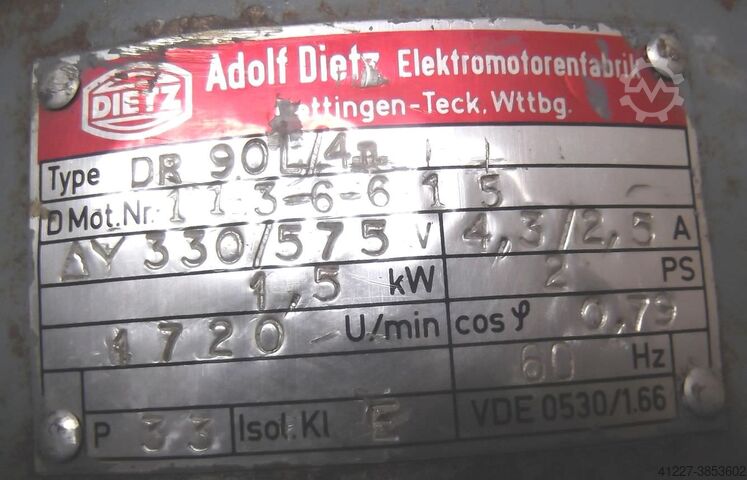 DIETZ
Adolf Dietz Elektromotorenfabrik
ettingen-Teck, Wttbg.
Type DR 90L/4
D Mot. Nr. 113-6-615
ΔY 330/575 V 4,3/2,5 A
1,5 kW 2 PS
1720 U/min cos φ 0,79
60 Hz
P 33 Isol. Kl E VDE 0530/1.66
41227-3853602